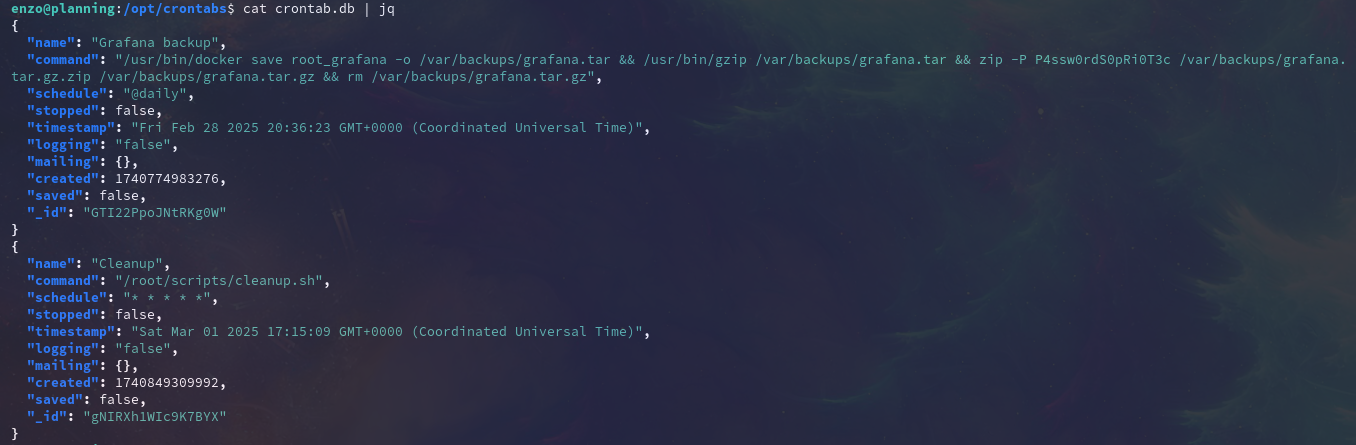 enzo@planning:/opt/crontabs$ cat crontab.db | jq
{
  "name": "Grafana backup",
  "command": "/usr/bin/docker save root_grafana -o /var/backups/grafana.tar && /usr/bin/gzip /var/backups/grafana.tar && zip -P P4ssw0rdS0pRi0T3c /var/backups/grafana.
tar.gz.zip /var/backups/grafana.tar.gz && rm /var/backups/grafana.tar.gz",
  "schedule": "@daily",
  "stopped": false,
  "timestamp": "Fri Feb 28 2025 20:36:23 GMT+0000 (Coordinated Universal Time)",
  "logging": "false",
  "mailing": {},
  "created": 1740774983276,
  "saved": false,
  "_id": "GTI22PpoJNtRKg0W"
}
{
  "name": "Cleanup",
  "command": "/root/scripts/cleanup.sh",
  "schedule": "* * * * *",
  "stopped": false,
  "timestamp": "Sat Mar 01 2025 17:15:09 GMT+0000 (Coordinated Universal Time)",
  "logging": "false",
  "mailing": {},
  "created": 1740849309992,
  "saved": false,
  "_id": "gNIRXh1WIc9K7BYX"
}